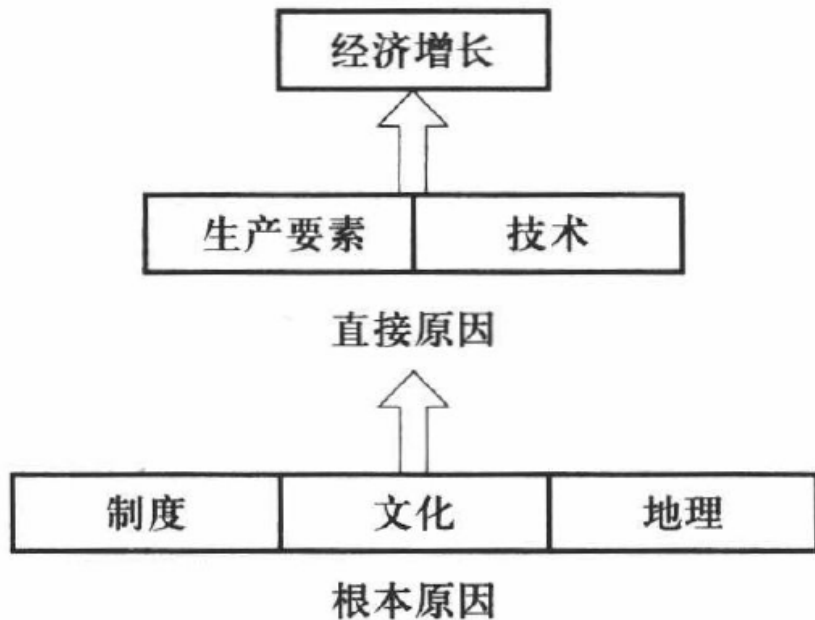 经济增长
生产要素 技术
直接原因
制度 文化 地理
根本原因